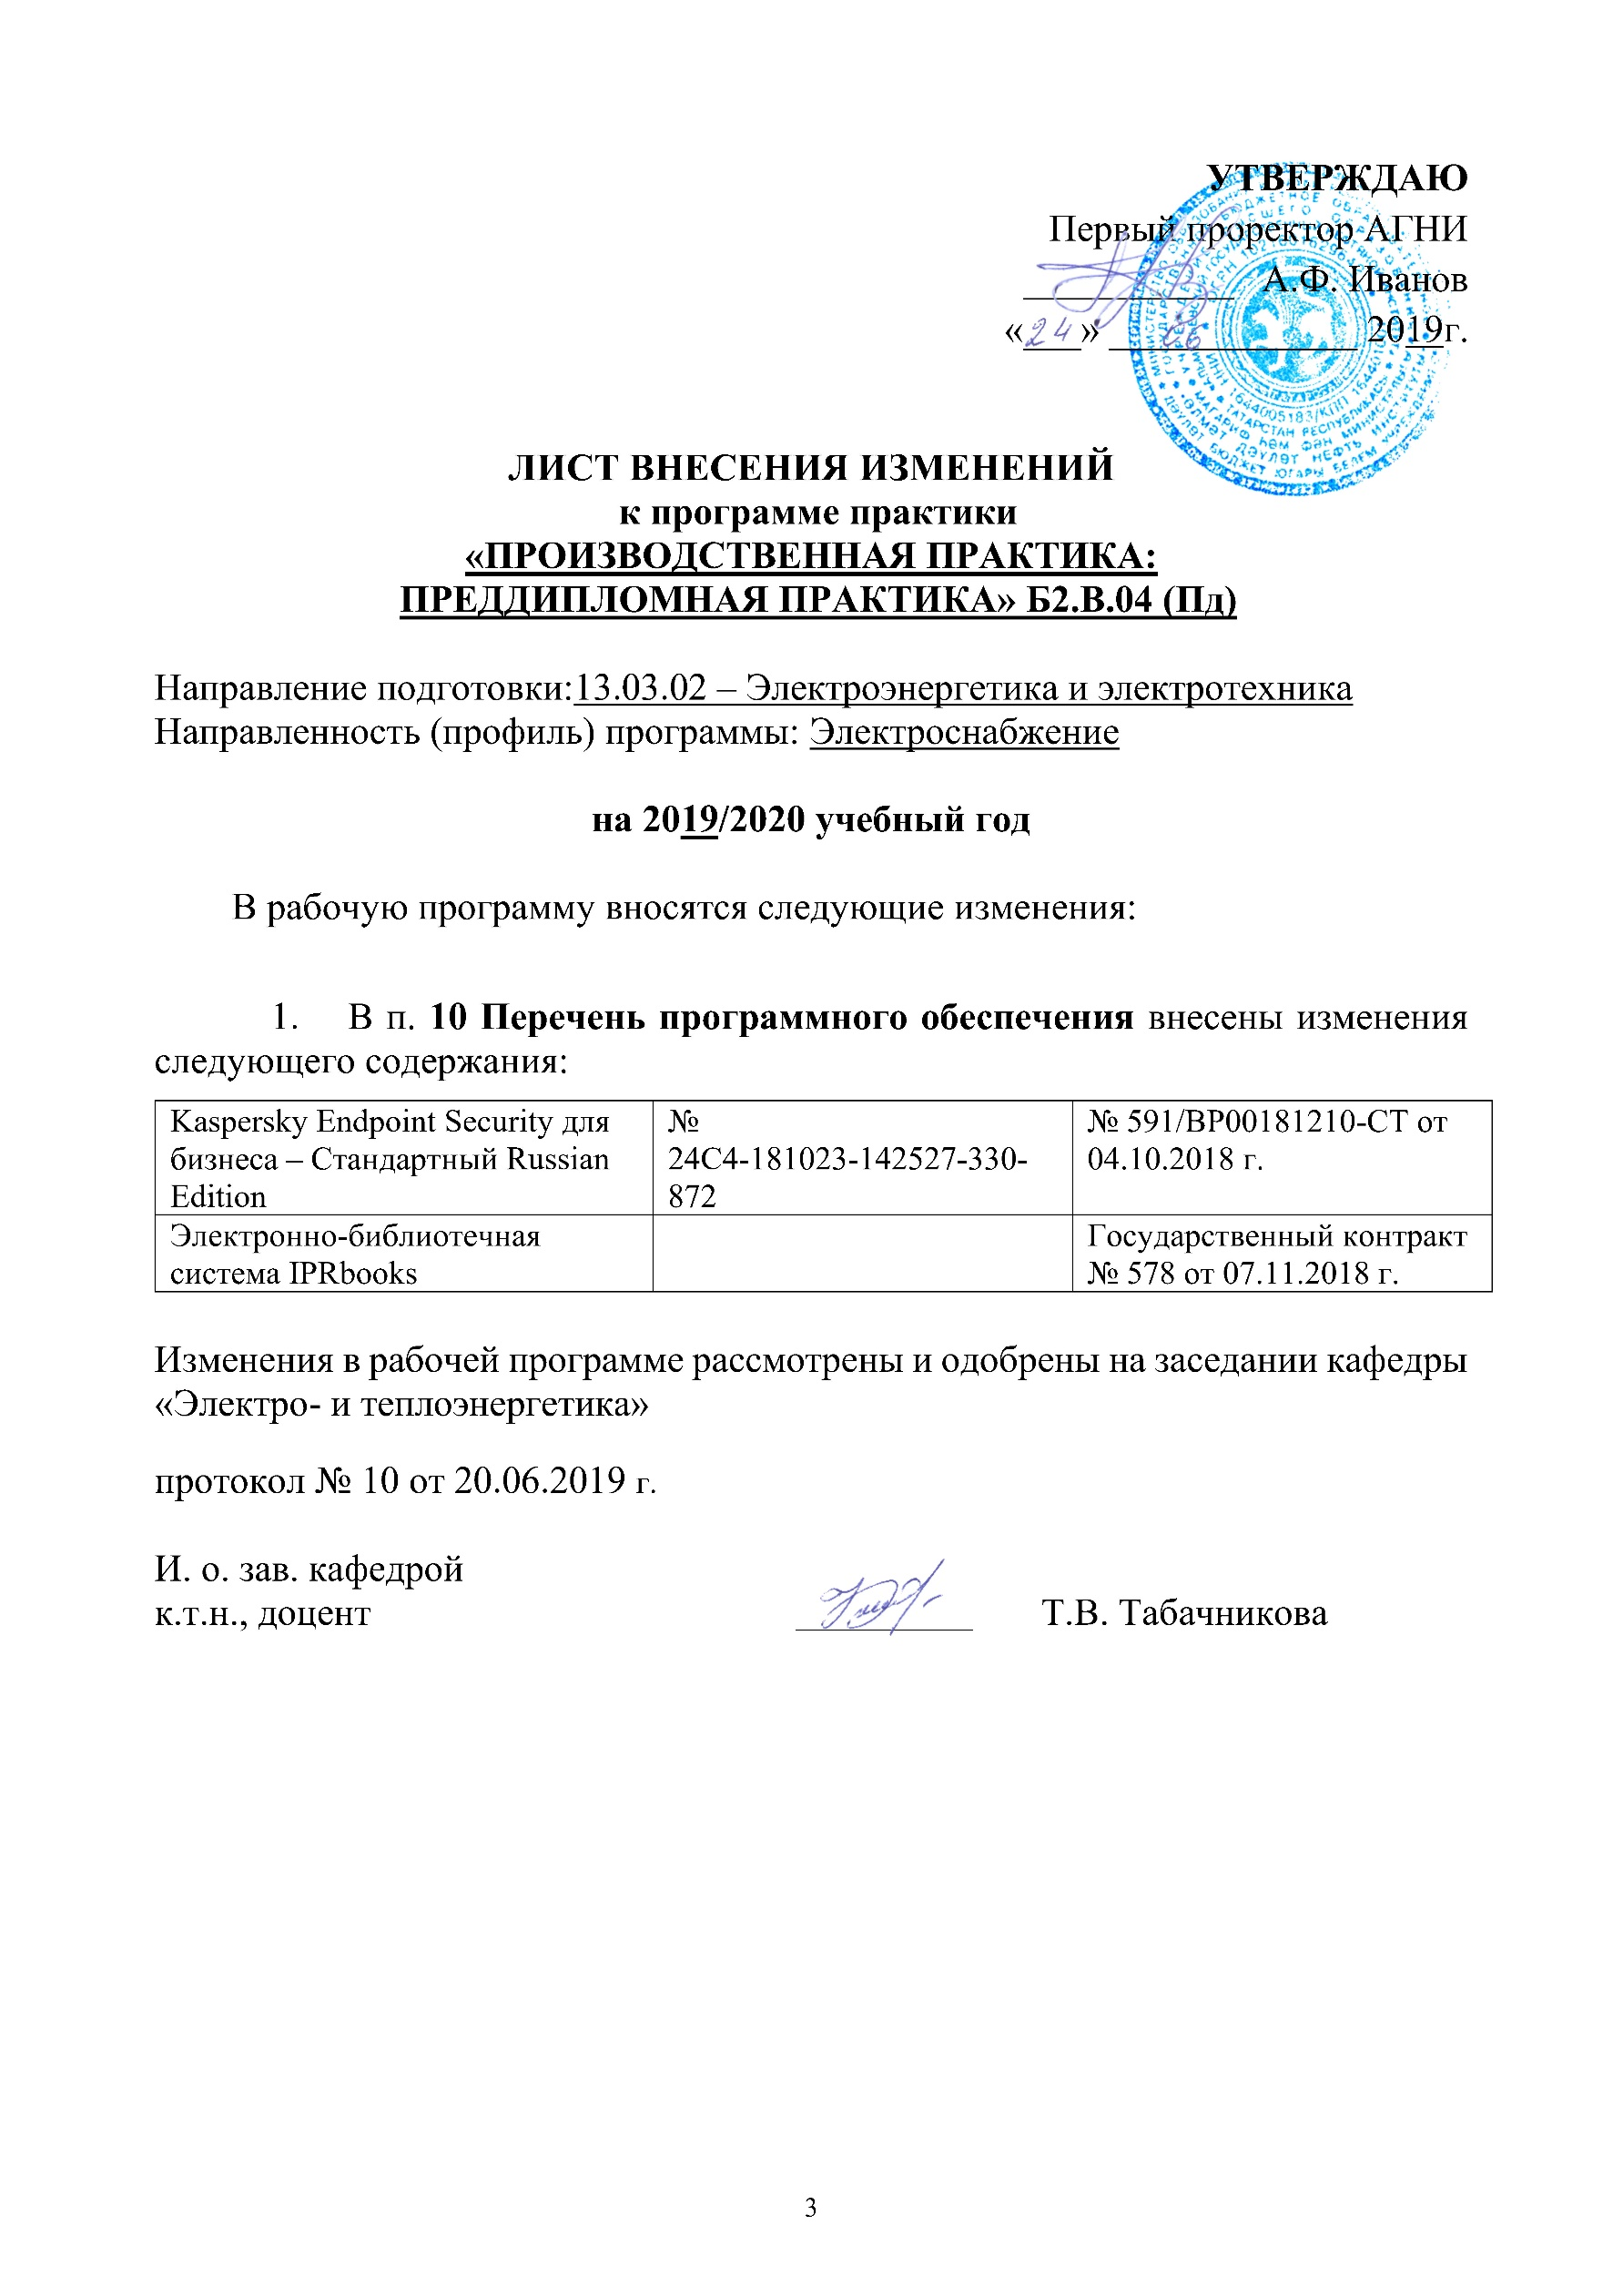 УТВЕРЖДАЮ
Первый проректор АГНИ
А.Ф. Иванов
«24» 06 2019г.
ЛИСТ ВНЕСЕНИЯ ИЗМЕНЕНИЙ
к программе практики
«ПРОИЗВОДСТВЕННАЯ ПРАКТИКА:
ПРЕДДИПЛОМНАЯ ПРАКТИКА» Б2.В.04 (Пд)
Направление подготовки:13.03.02 – Электроэнергетика и электротехника
Направленность (профиль) программы: Электроснабжение
на 2019/2020 учебный год
В рабочую программу вносятся следующие изменения:
1. В п. 10 Перечень программного обеспечения внесены изменения
следующего содержания:
Kaspersky Endpoint Security для
бизнеса – Стандартный Russian
Edition
№
24С4-181023-142527-330-
872
№ 591/ВР00181210-СТ от
04.10.2018 г.
Электронно-библиотечная
система IPRbooks
Государственный контракт
№ 578 от 07.11.2018 г.
Изменения в рабочей программе рассмотрены и одобрены на заседании кафедры
«Электро- и теплоэнергетика»
протокол № 10 от 20.06.2019 г.
И. о. зав. кафедрой
к.т.н., доцент Т.В. Табачникова
3